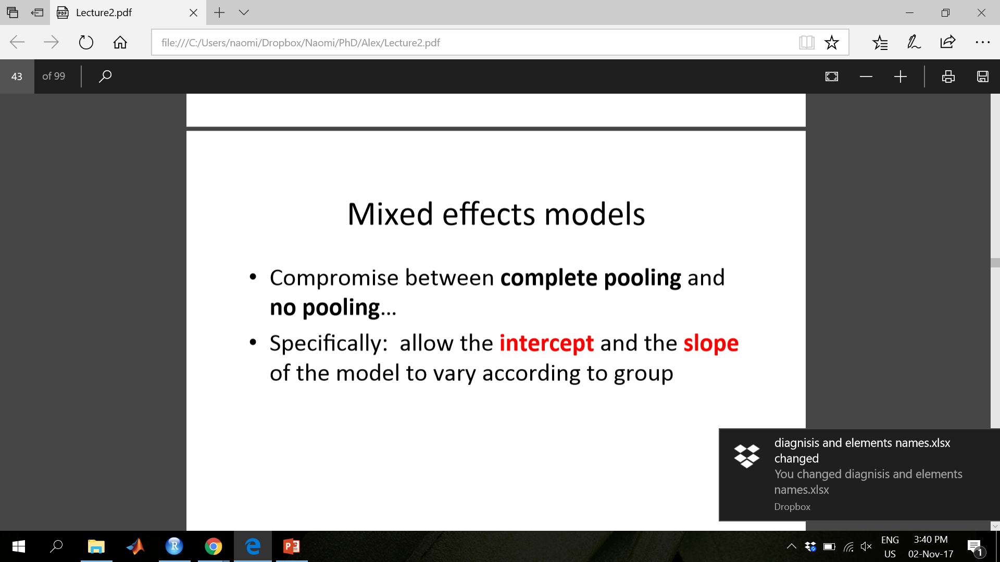 Lecture2.pdf
file:///C:/Users/naomi/Dropbox/Naomi/PhD/Alex/Lecture2.pdf
43 of 99
Mixed effects models
• Compromise between complete pooling and
no pooling...
• Specifically:  allow the intercept and the slope
of the model to vary according to group
diagnisis and elements names.xlsx
changed
You changed diagnisis and elements
names.xlsx
Dropbox
ENG
US
3:40 PM
02-Nov-17
1